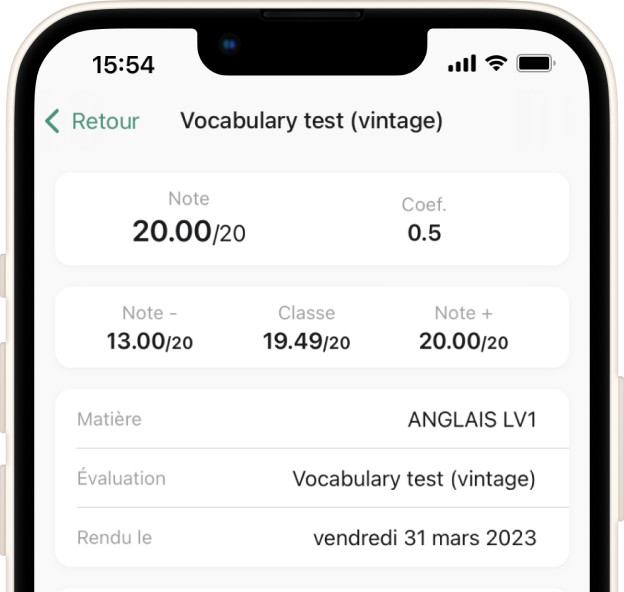 15:54
Retour Vocabulary test (vintage)
Note Coef.
20.00/20 0.5
Note - Classe Note +
13.00/20 19.49/20 20.00/20
Matière ANGLAIS LV1
Évaluation Vocabulary test (vintage)
Rendu le vendredi 31 mars 2023